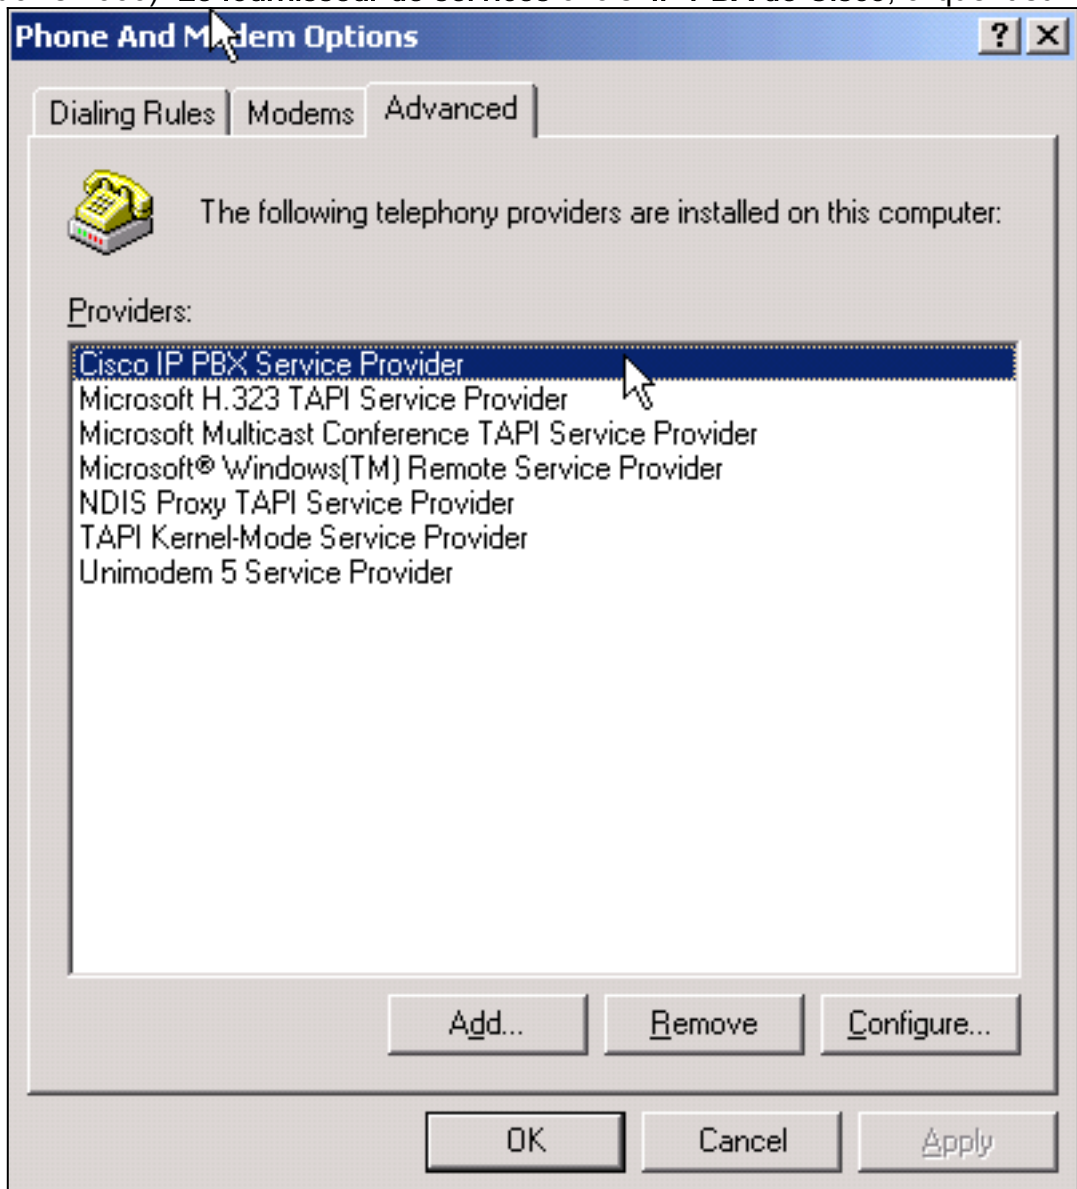 Phone And Modem Options
Dialing Rules Modems Advanced
The following telephony providers are installed on this computer:
Providers:
Cisco IP PBX Service Provider
Microsoft H.323 TAPI Service Provider
Microsoft Multicast Conference TAPI Service Provider
Microsoft® Windows(TM) Remote Service Provider
NDIS Proxy TAPI Service Provider
TAPI Kernel-Mode Service Provider
Unimodem 5 Service Provider
Add... Remove Configure...
OK Cancel Apply